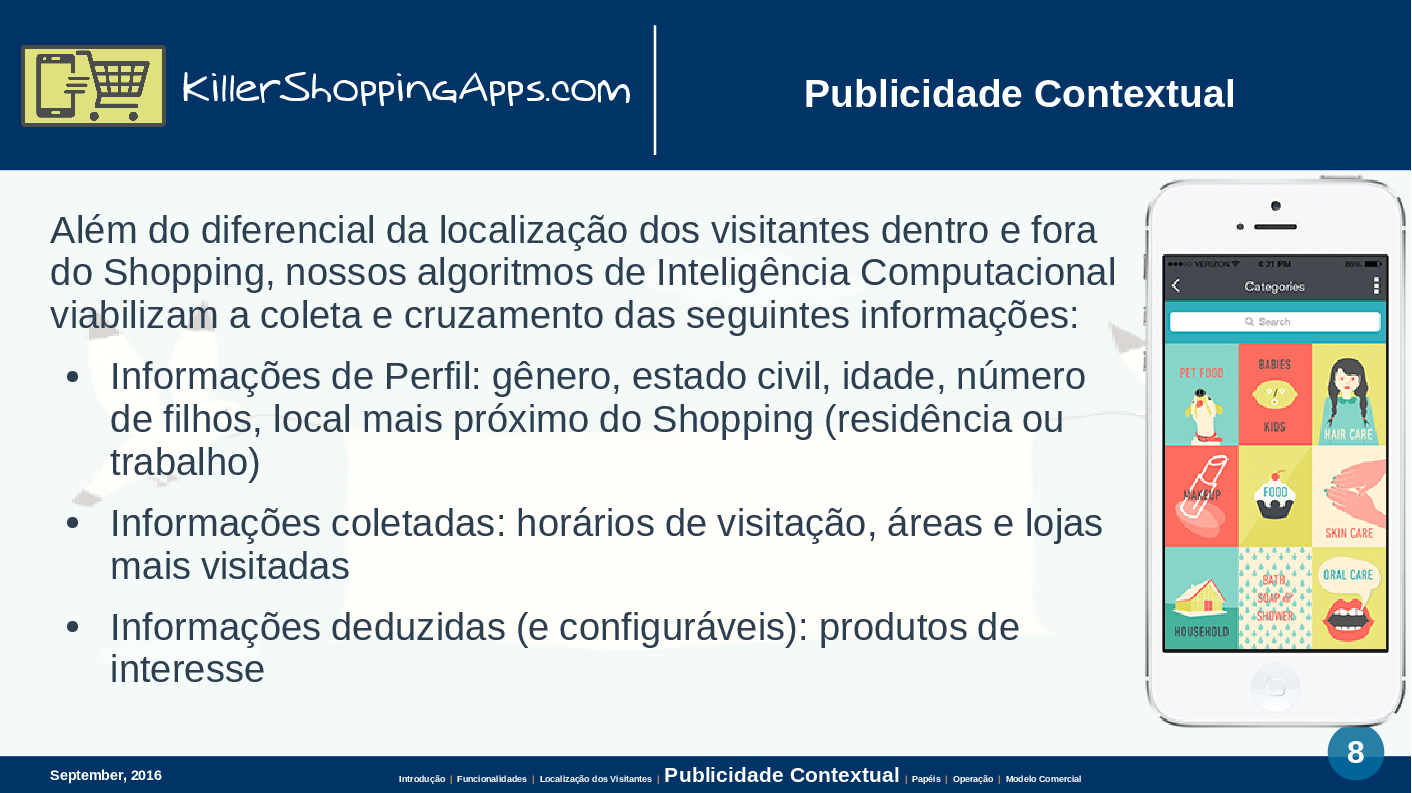 KillerShoppingApps.com
Publicidade Contextual
Além do diferencial da localização dos visitantes dentro e fora
do Shopping, nossos algoritmos de Inteligência Computacional
viabilizam a coleta e cruzamento das seguintes informações:
• Informações de Perfil: gênero, estado civil, idade, número
de filhos, local mais próximo do Shopping (residência ou
trabalho)
• Informações coletadas: horários de visitação, áreas e lojas
mais visitadas
• Informações deduzidas (e configuráveis): produtos de
interesse
VERIZON 4:21 PM 86%
Categories
Search
PET FOOD
BABIES
KIDS
HAIR CARE
MAKEUP
FOOD
SKIN CARE
HOUSEHOLD
BATH,
SOAP &
SHOWER
ORAL CARE
8
September, 2016
Introdução | Funcionalidades | Localização dos Visitantes | Publicidade Contextual | Papéis | Operação | Modelo Comercial